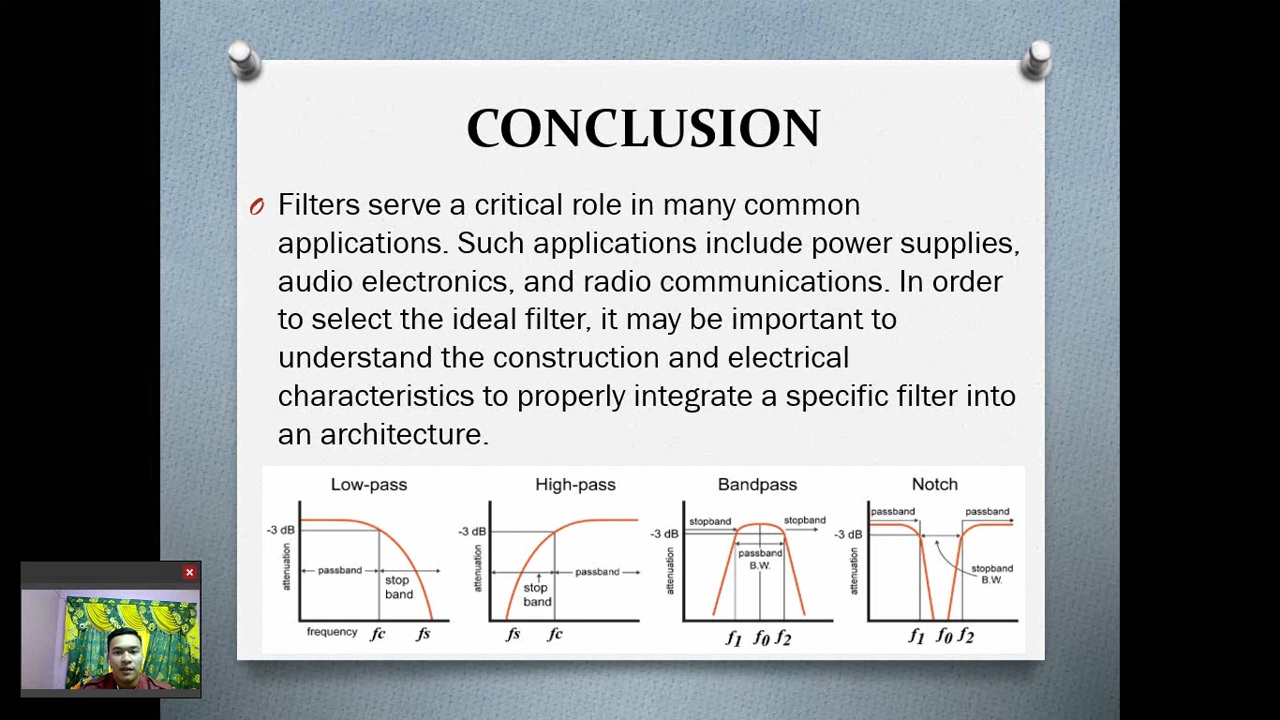 CONCLUSION
Filters serve a critical role in many common
applications. Such applications include power supplies,
audio electronics, and radio communications. In order
to select the ideal filter, it may be important to
understand the construction and electrical
characteristics to properly integrate a specific filter into
an architecture.
Low-pass
-3 dB
attenuation
passband
stop
band
frequency
fc
fs
High-pass
-3 dB
attenuation
passband
stop
band
fs
fc
Bandpass
stopband
stopband
-3 dB
attenuation
passband
B.W.
f1 f0 f2
Notch
passband
passband
-3 dB
attenuation
stopband
B.W.
f1 f0 f2